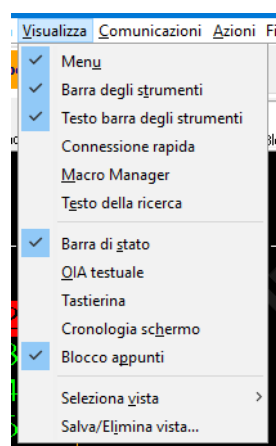 Visualizza Comunicazioni Azioni Fi
Menu
Barra degli strumenti
Testo barra degli strumenti
Connessione rapida
Macro Manager
Testo della ricerca
Barra di stato
OIA testuale
Tastierina
Cronologia schermo
Blocco appunti
Seleziona vista
Salva/Elimina vista...